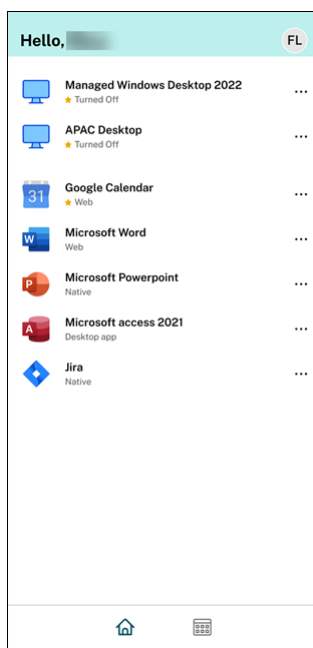 Hello,
FL
Managed Windows Desktop 2022
Turned Off
APAC Desktop
Turned Off
31
Google Calendar
Web
W
Microsoft Word
Web
P
Microsoft Powerpoint
Native
A
Microsoft access 2021
Desktop app
Jira
Native